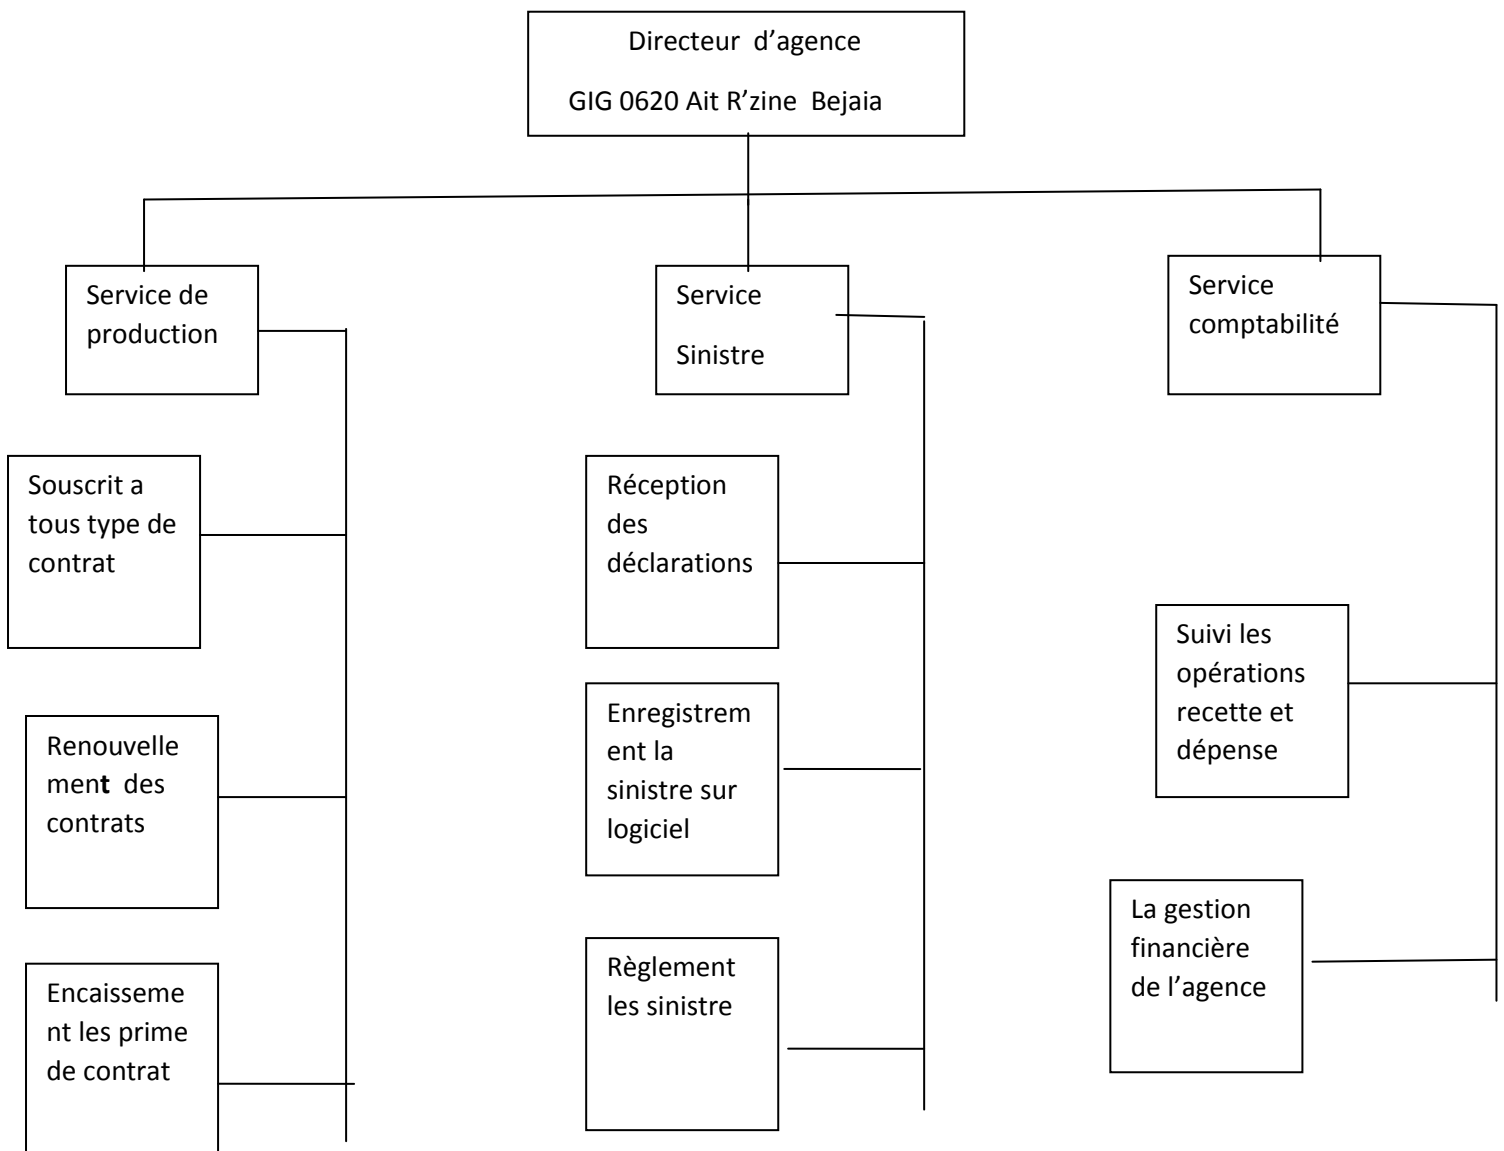 Directeur d’agence
GIG 0620 Ait R’zine Bejaia
Service de
production
Service
Sinistre
Service
comptabilité
Souscrit a
tous type de
contrat
Réception
des
déclarations
Suivi les
opérations
recette et
dépense
Renouvelle
ment des
contrats
Enregistrem
ent la
sinistre sur
logiciel
La gestion
financière
de l’agence
Encaisseme
nt les prime
de contrat
Règlement
les sinistre